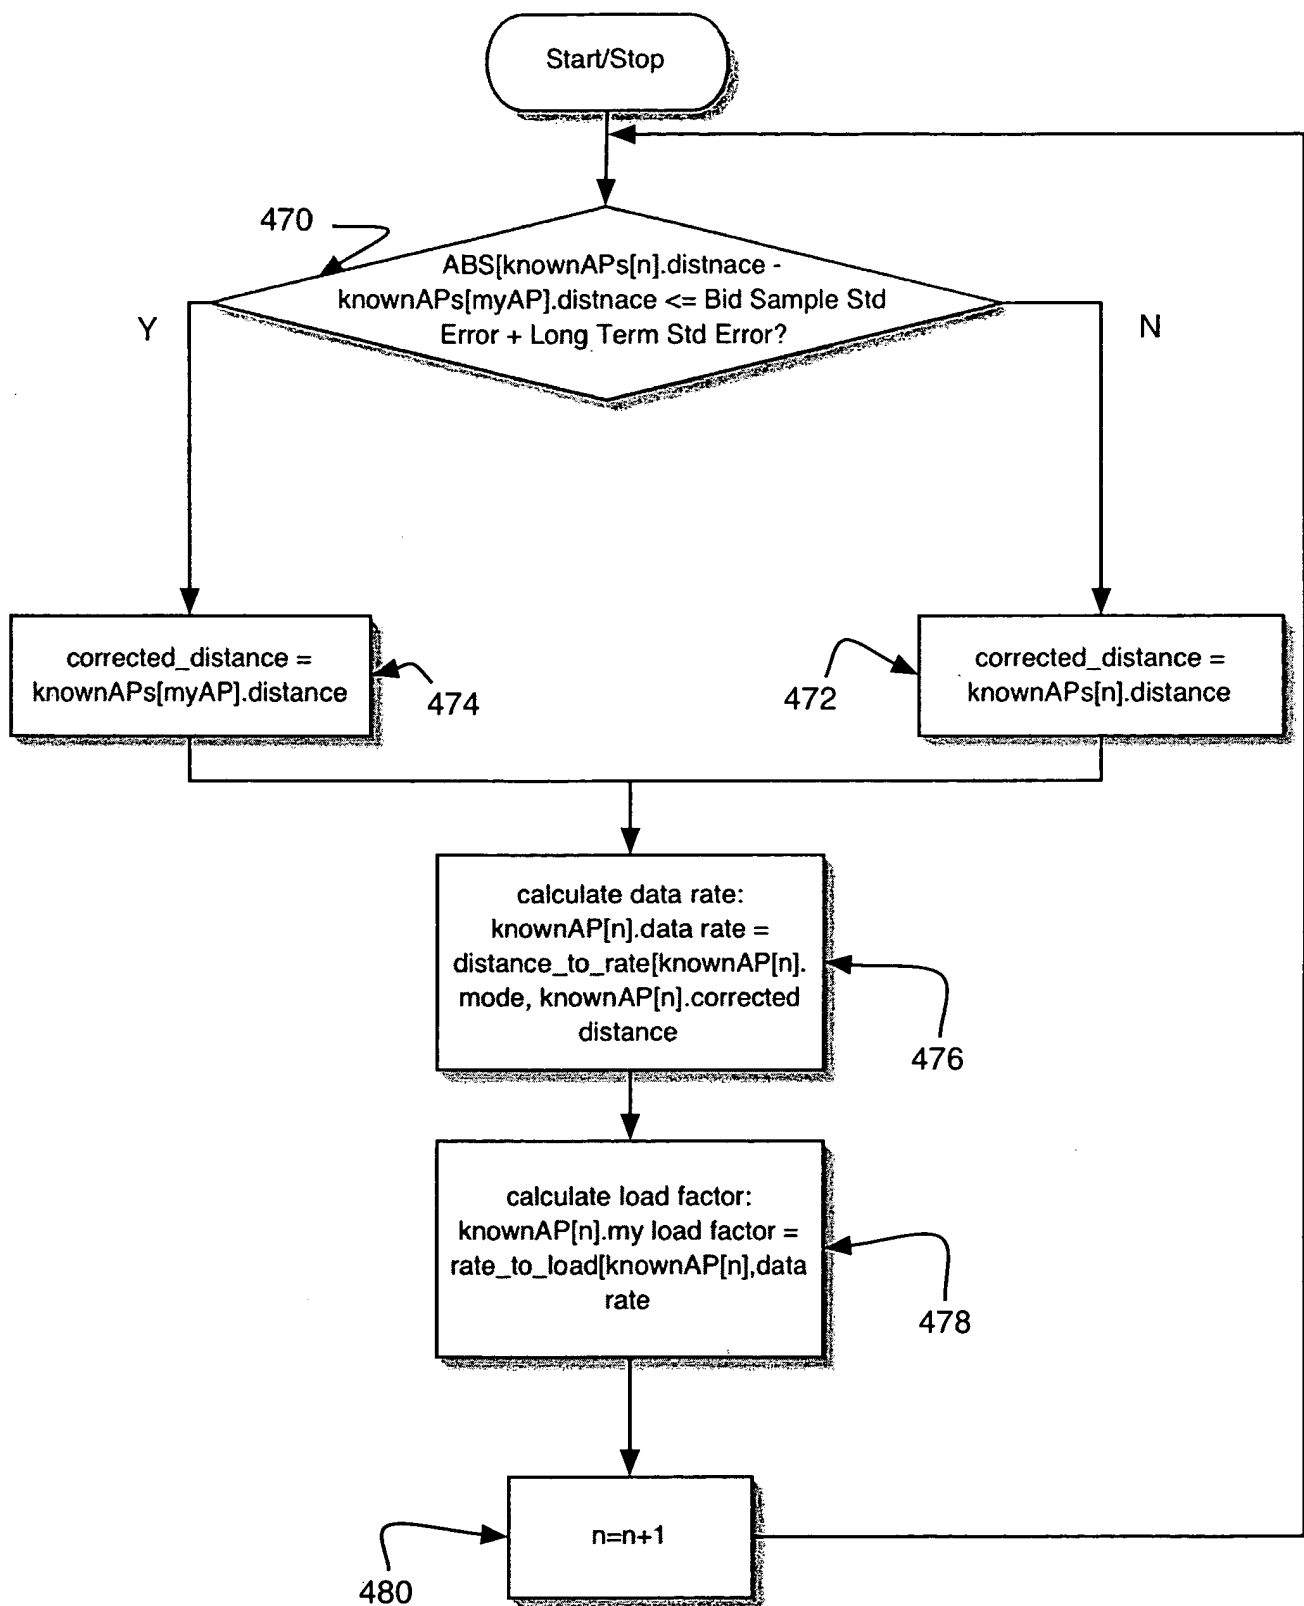 Start/Stop
470
ABS[knownAPs[n].distnace -
knownAPs[myAP].distnace <= Bid Sample Std
Error + Long Term Std Error?
Y
N
corrected_distance =
knownAPs[myAP].distance
474
472
corrected_distance =
knownAPs[n].distance
calculate data rate:
knownAP[n].data rate =
distance_to_rate[knownAP[n].
mode, knownAP[n].corrected
distance
476
calculate load factor:
knownAP[n].my load factor =
rate_to_load[knownAP[n],data
rate
478
n=n+1
480